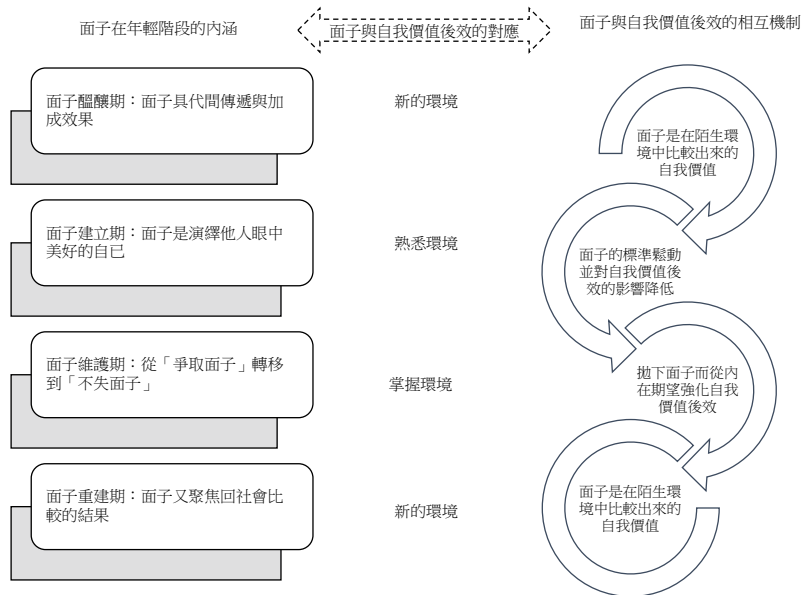 面子在年輕階段的內涵
面子與自我價值後效的對應
面子與自我價值後效的相互機制
面子醞釀期：面子具代間傳遞與加
成效果
新的環境
面子是在陌生環
境中比較出來的
自我價值
面子建立期：面子是演繹他人眼中
美好的自已
熟悉環境
面子的標準鬆動
並對自我價值後
效的影響降低
面子維護期：從「爭取面子」轉移
到「不失面子」
掌握環境
拋下面子而從內
在期望強化自我
價值後效
面子重建期：面子又聚焦回社會比
較的結果
新的環境
面子是在陌生環
境中比較出來的
自我價值